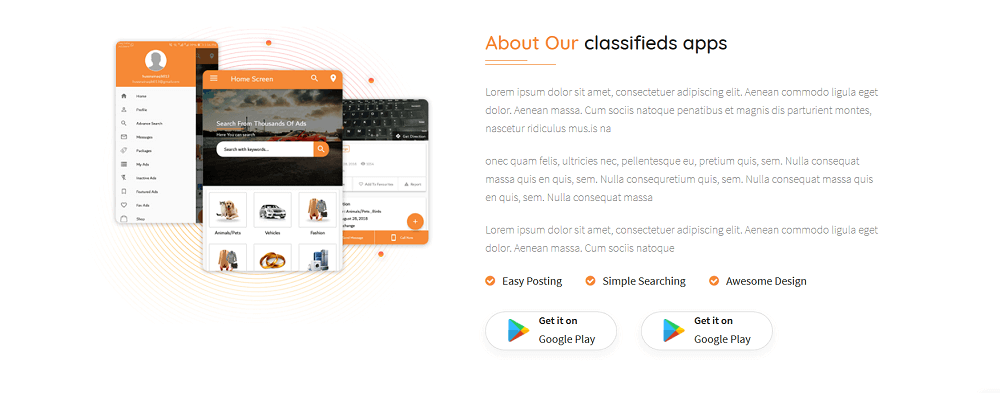 About Our classifieds apps
Lorem ipsum dolor sit amet, consectetuer adipiscing elit. Aenean commodo ligula eget
dolor. Aenean massa. Cum sociis natoque penatibus et magnis dis parturient montes,
nascetur ridiculus mus.is na
onec quam felis, ultricies nec, pellentesque eu, pretium quis, sem. Nulla consequat
massa quis en quis, sem. Nulla consequretium quis, sem. Nulla consequat massa quis
en quis, sem. Nulla consequat massa
Lorem ipsum dolor sit amet, consectetuer adipiscing elit. Aenean commodo ligula eget
dolor. Aenean massa. Cum sociis natoque
Easy Posting
Simple Searching
Awesome Design
Get it on
Google Play
Get it on
Google Play
Home
Profile
Advance Search
Messages
Packages
My Ads
Inactive Ads
Featured Ads
Fav Ads
Shop
Home Screen
Search From Thousands Of Ads
Here You can search
Search with keywords...
Animals/Pets
Vehicles
Fashion
Get Direction
Add To Favourites
Report
Animals/Pets
Call Now